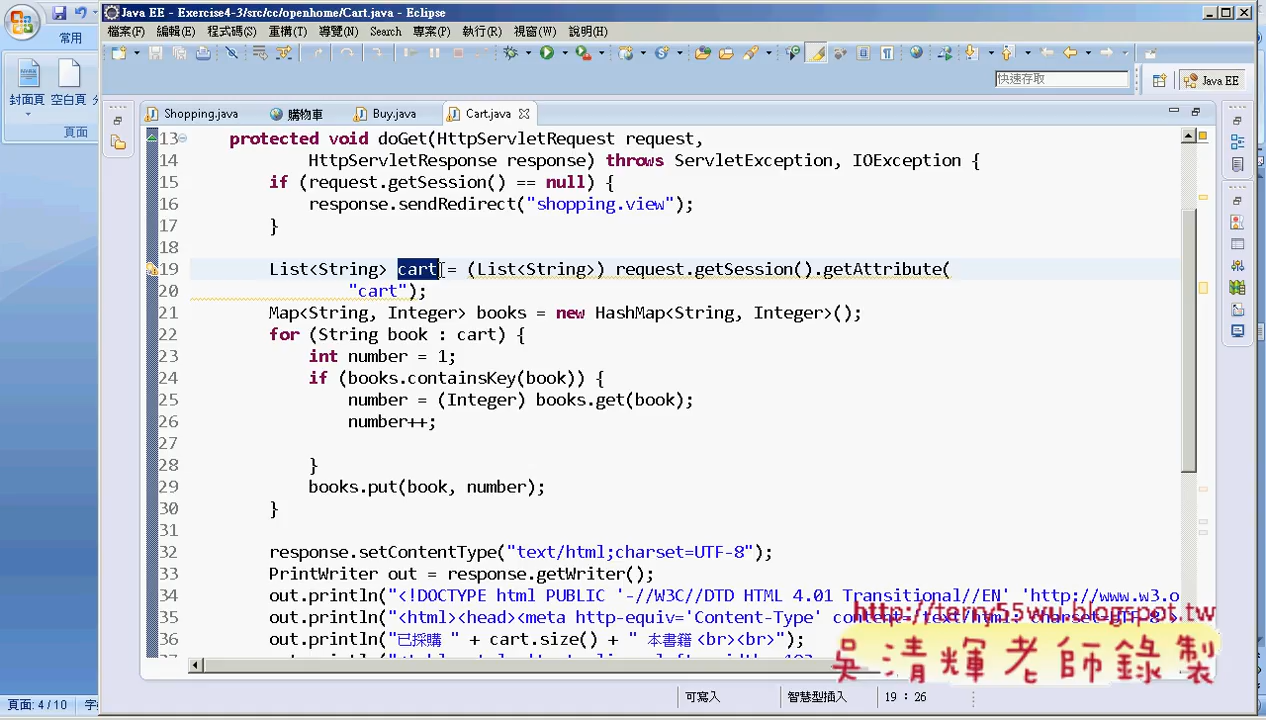 Java EE - Exercise4-3/src/cc/openhome/Cart.java - Eclipse
常用
檔案(F) 編輯(E) 程式碼(S) 重構(T) 導覽(N) Search 專案(P) 執行(R) 視窗(W) 說明(H)
快速存取
Java EE
封面頁 空白頁
頁面
Shopping.java 購物車 Buy.java Cart.java
13 protected void doGet(HttpServletRequest request,
14 HttpServletResponse response) throws ServletException, IOException {
15 if (request.getSession() == null) {
16 response.sendRedirect("shopping.view");
17 }
18
19 List<String> cart = (List<String>) request.getSession().getAttribute(
20 "cart");
21 Map<String, Integer> books = new HashMap<String, Integer>();
22 for (String book : cart) {
23 int number = 1;
24 if (books.containsKey(book)) {
25 number = (Integer) books.get(book);
26 number++;
27
28 }
29 books.put(book, number);
30 }
31
32 response.setContentType("text/html;charset=UTF-8");
33 PrintWriter out = response.getWriter();
34 out.println("<!DOCTYPE html PUBLIC '-//W3C//DTD HTML 4.01 Transitional//EN' 'http://www.w3.o
35 out.println("<html><head><meta http-equiv='Content-Type' content='text/html; charset=UTF-8'>
36 out.println("已採購 " + cart.size() + " 本書籍<br><br>");
http://terry55wu.blogspot.tw
吳清輝老師錄製
可寫入 智慧型插入 19 : 26
頁面: 4 / 10